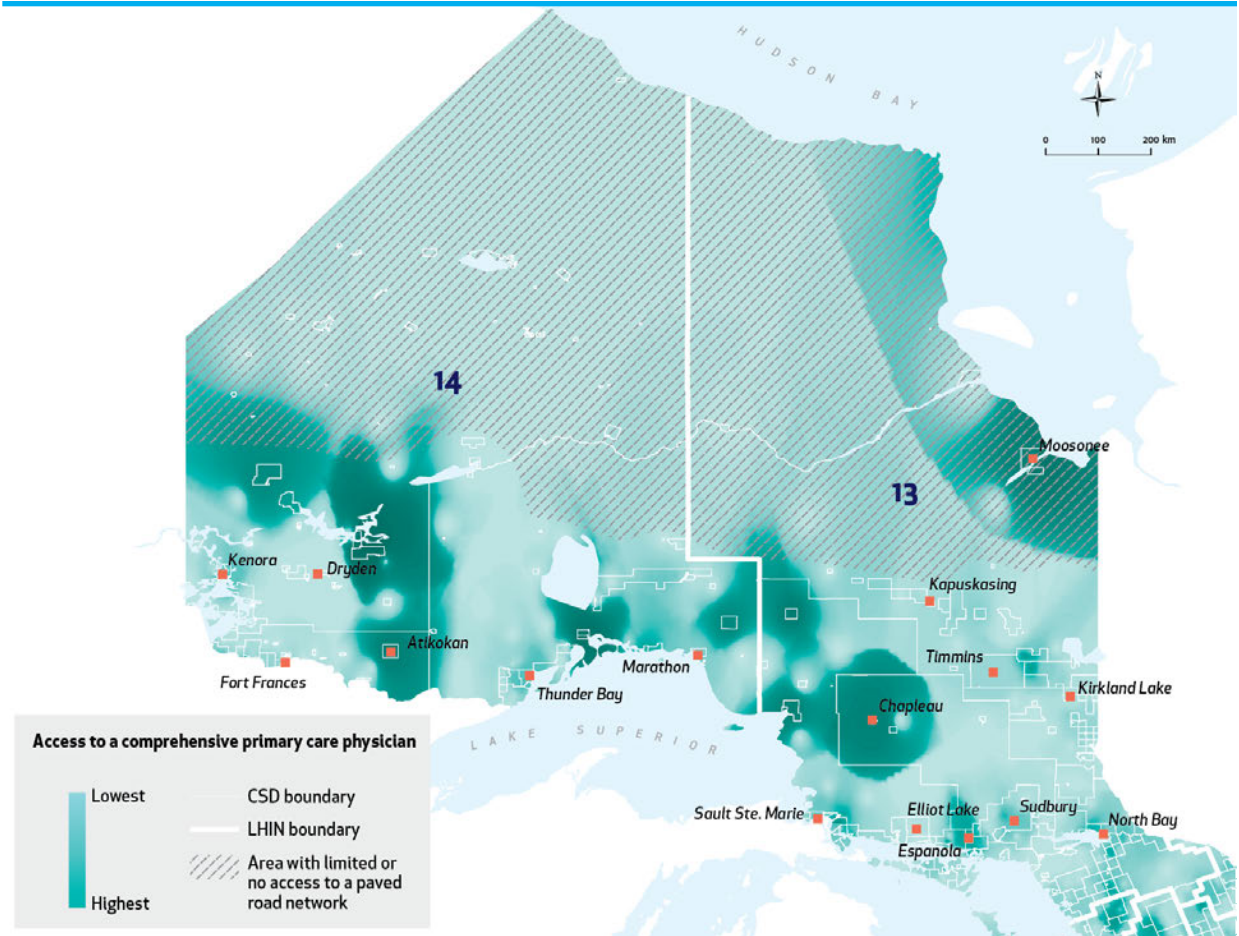 HUDSON BAY
N
0 100 200 km
14
13
Moosonee
Kenora
Dryden
Kapuskasing
Atikokan
Timmins
Marathon
Fort Frances
Thunder Bay
Kirkland Lake
Chapleau
LAKE SUPERIOR
Sault Ste. Marie
Elliot Lake
Sudbury
North Bay
Espanola
Access to a comprehensive primary care physician
Lowest
Highest
CSD boundary
LHIN boundary
Area with limited or
no access to a paved
road network